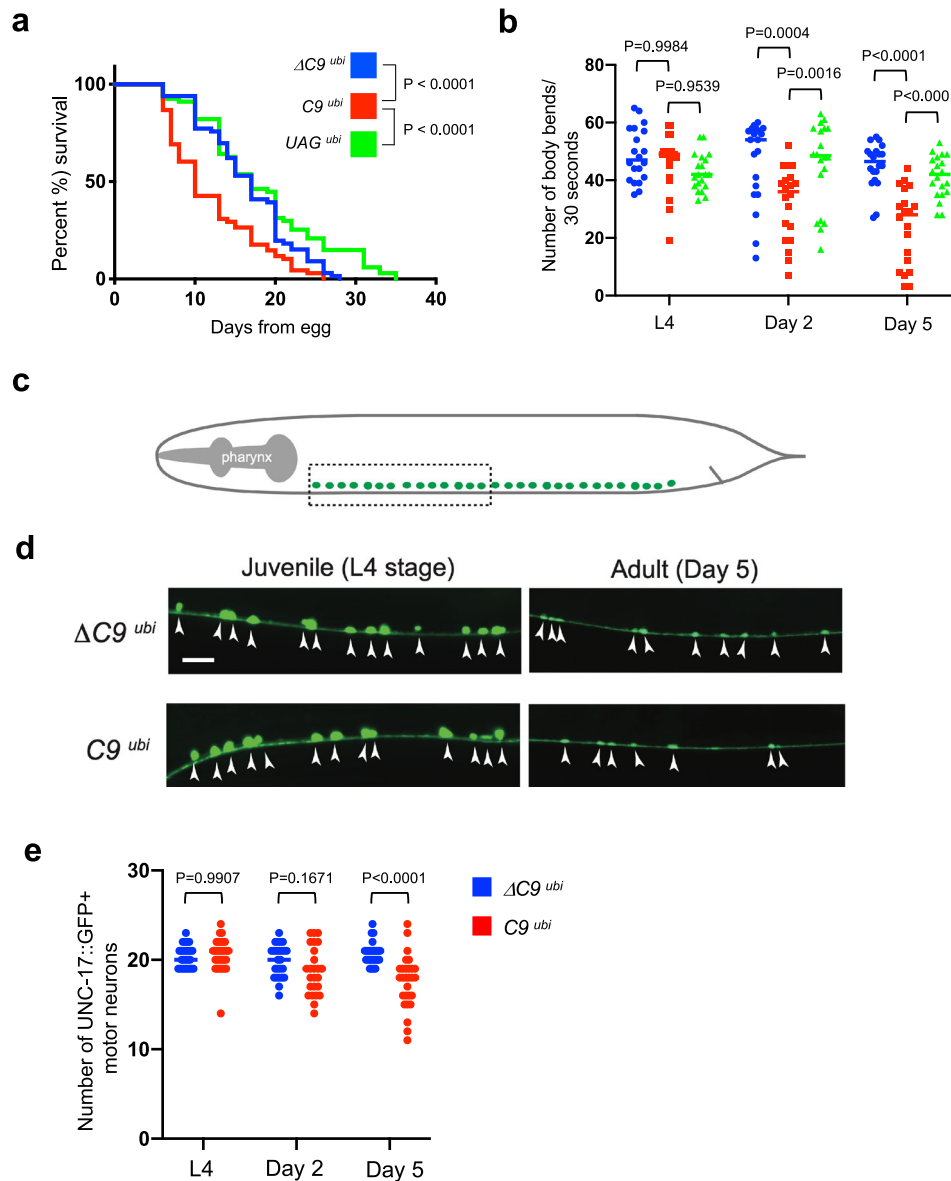 a
ΔC9 ubi
C9 ubi
UAG ubi
P < 0.0001
P < 0.0001
Percent %) survival
100
50
0
0 10 20 30 40
Days from egg
b
P=0.9984
P=0.9539
P=0.0004
P=0.0016
P<0.0001
P<0.000
Number of body bends/
30 seconds
80
60
40
20
0
L4 Day 2 Day 5
c
pharynx
d
Juvenile (L4 stage) Adult (Day 5)
ΔC9 ubi
C9 ubi
e
P=0.9907 P=0.1671 P<0.0001
ΔC9 ubi
C9 ubi
Number of UNC-17::GFP+
motor neurons
30
20
10
0
L4 Day 2 Day 5